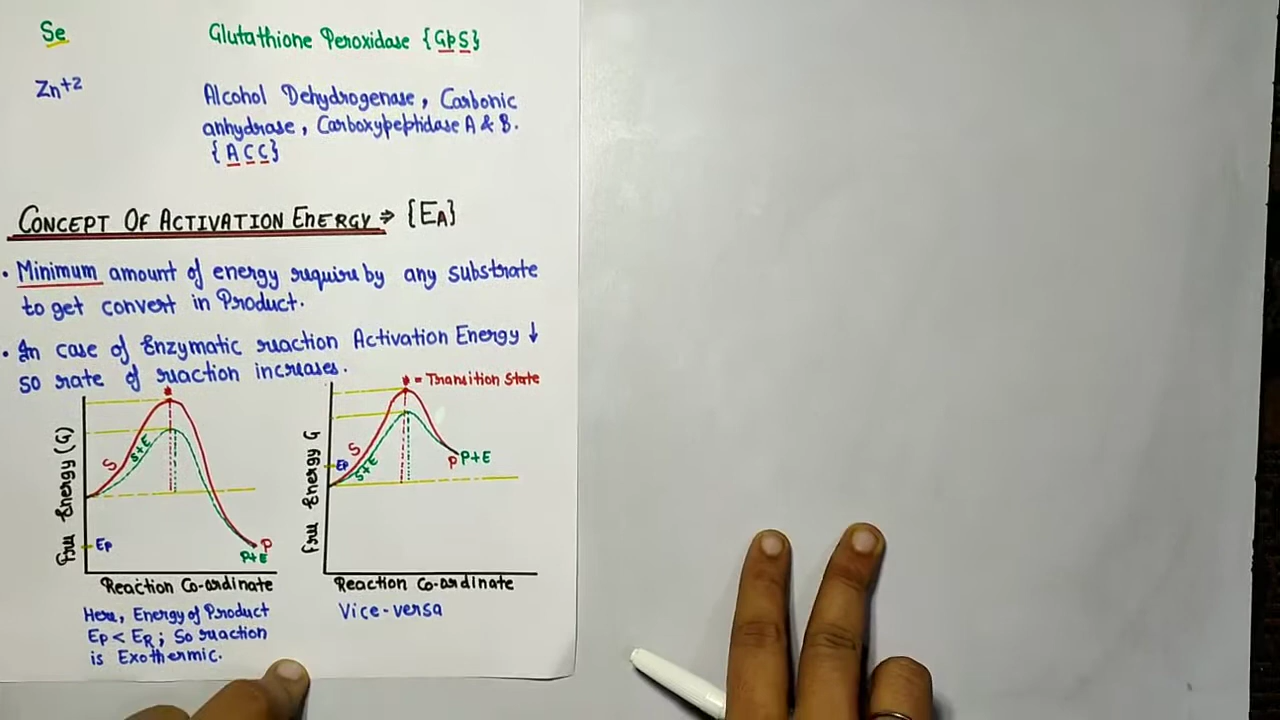 Se Glutathione Peroxidase {GPS}
Zn+2 Alcohol Dehydrogenase, Carbonic
anhydrase, Carboxypeptidase A & B.
{ACC}
CONCEPT OF ACTIVATION ENERGY ⇒ {EA}
• Minimum amount of energy require by any substrate
to get convert in Product.
• In case of Enzymatic reaction Activation Energy ↓
so rate of reaction increases.
* = Transition State
Free Energy (G)
S
S+E
Ep
P
P+E
Reaction Co-ordinate
Here, Energy of Product
Ep < ER; So reaction
is Exothermic.
Free Energy G
Ep
S
S+E
P P+E
Reaction Co-ordinate
Vice-versa